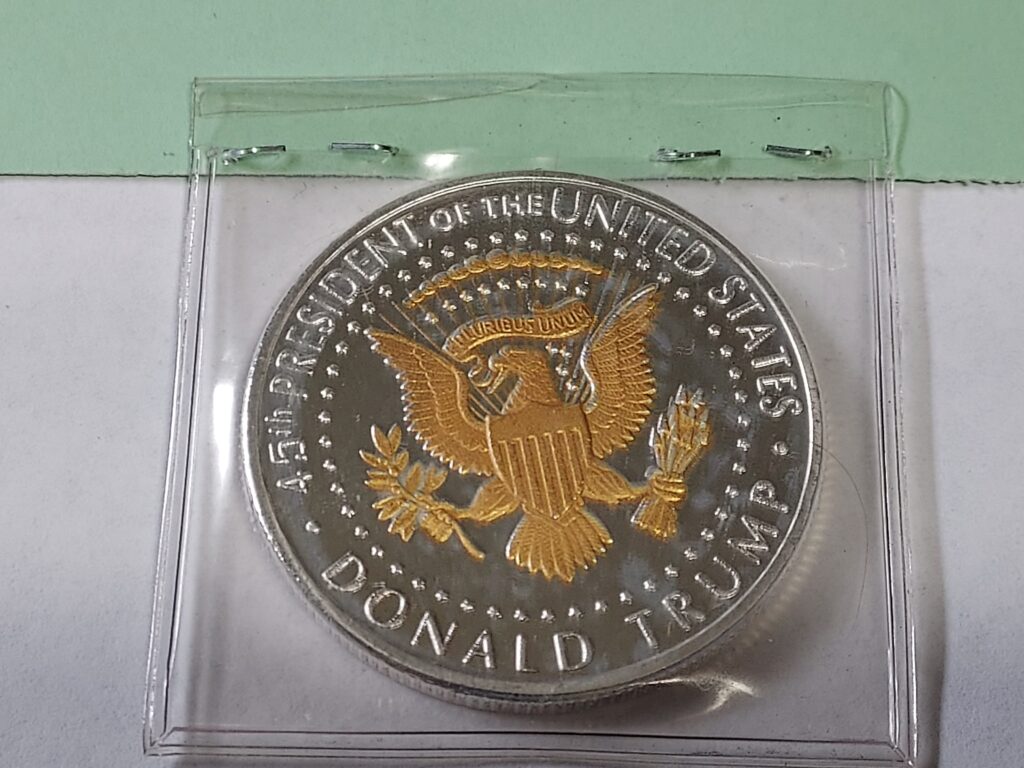 45th PRESIDENT OF THE UNITED STATES
PLURIBUS UNUM
DONALD TRUMP